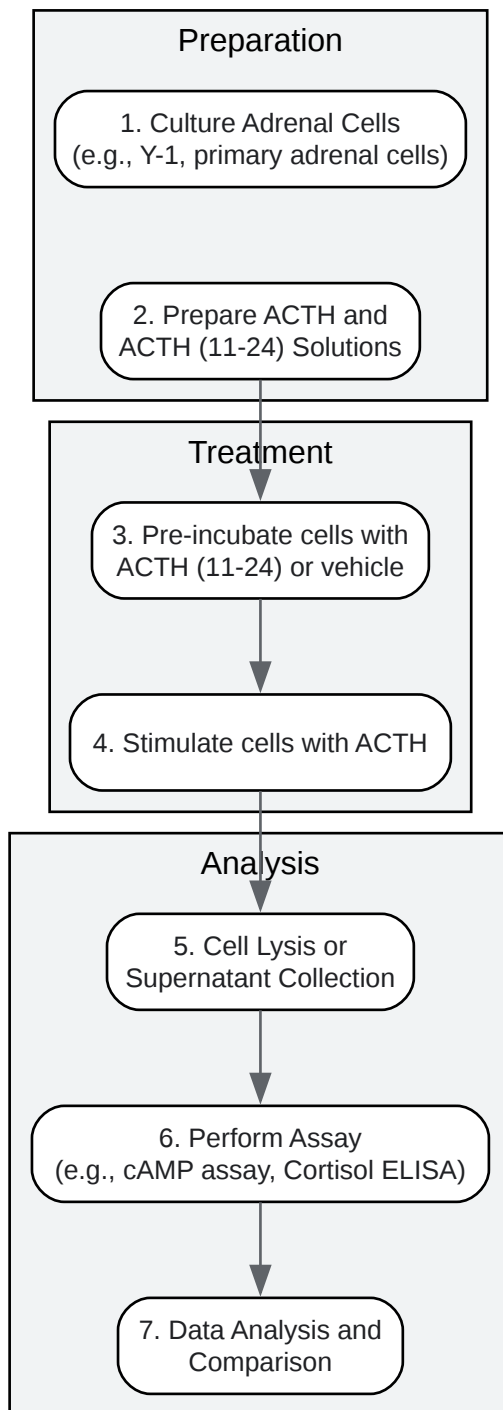 Preparation
1. Culture Adrenal Cells
(e.g., Y-1, primary adrenal cells)
2. Prepare ACTH and
ACTH (11-24) Solutions
Treatment
3. Pre-incubate cells with
ACTH (11-24) or vehicle
4. Stimulate cells with ACTH
Analysis
5. Cell Lysis or
Supernatant Collection
6. Perform Assay
(e.g., cAMP assay, Cortisol ELISA)
7. Data Analysis and
Comparison